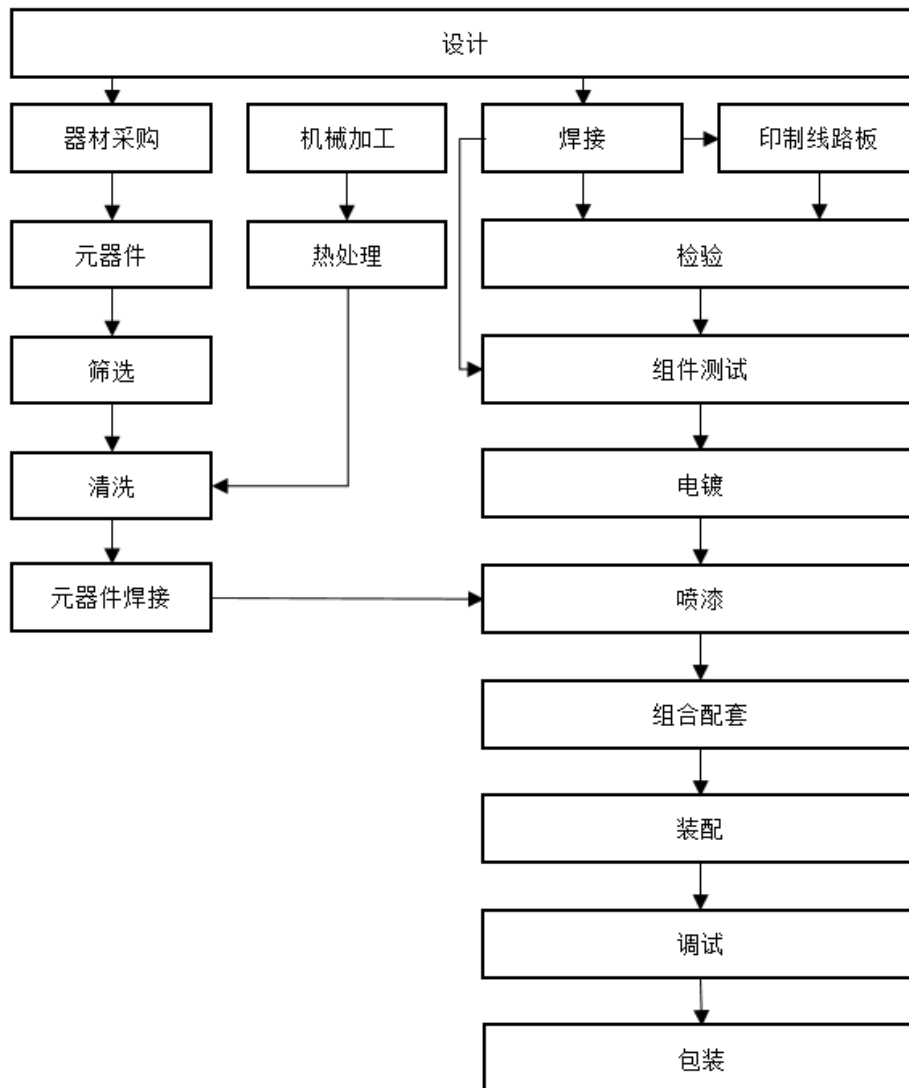 设计
器材采购
机械加工
焊接
印制线路板
元器件
热处理
检验
筛选
组件测试
清洗
电镀
元器件焊接
喷漆
组合配套
装配
调试
包装